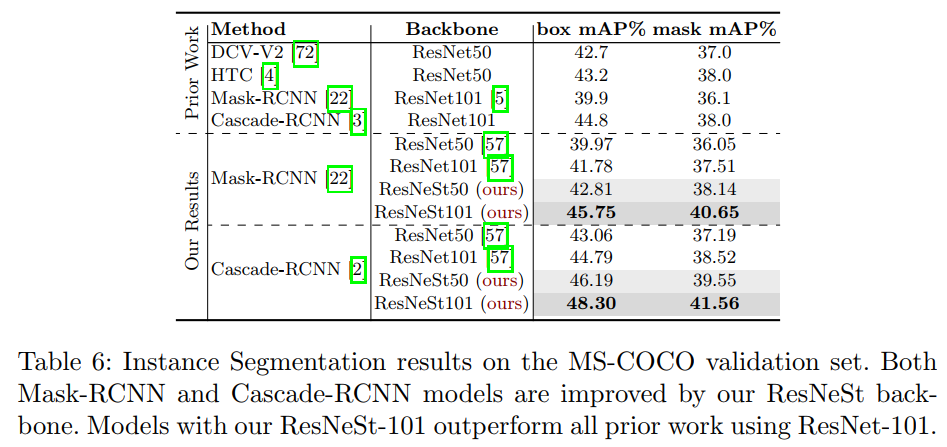 Method Backbone box mAP% mask mAP%
Prior Work
DCV-V2 [72] ResNet50 42.7 37.0
HTC [4] ResNet50 43.2 38.0
Mask-RCNN [22] ResNet101 [5] 39.9 36.1
Cascade-RCNN [3] ResNet101 44.8 38.0
Our Results
Mask-RCNN [22]
ResNet50 [57] 39.97 36.05
ResNet101 [57] 41.78 37.51
ResNeSt50 (ours) 42.81 38.14
ResNeSt101 (ours) 45.75 40.65
Cascade-RCNN [2]
ResNet50 [57] 43.06 37.19
ResNet101 [57] 44.79 38.52
ResNeSt50 (ours) 46.19 39.55
ResNeSt101 (ours) 48.30 41.56
Table 6: Instance Segmentation results on the MS-COCO validation set. Both
Mask-RCNN and Cascade-RCNN models are improved by our ResNeSt back-
bone. Models with our ResNeSt-101 outperform all prior work using ResNet-101.